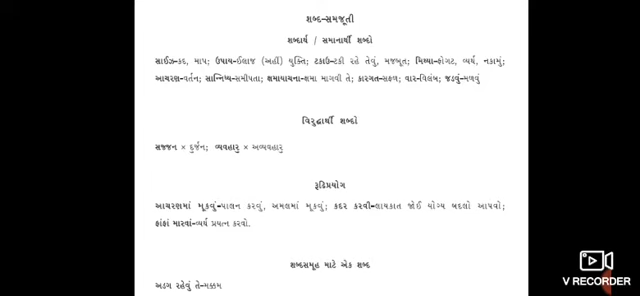 શબ્દ-સમજૂતી
શબ્દાર્થ / સમાનાર્થી શબ્દો
સાઈઝ-કદ, માપ; ઉપાય-ઈલાજ (અહીં) યુક્તિ; ટકાઉ-ટકી રહે તેવું, મજબૂત; મિથ્યા-ફોગટ, વ્યર્થ, નકામું;
આચરણ-વર્તન; સાન્નિધ્ય-સમીપતા; ક્ષમાયાચના-ક્ષમા માગવી તે; કારગત-સફળ; વાર-વિલંબ; જડવું-મળવું
વિરુદ્ધાર્થી શબ્દો
સજ્જન × દુર્જન; વ્યવહારુ × અવ્યવહારુ
રૂઢિપ્રયોગ
આચરણમાં મૂકવું-પાલન કરવું, અમલમાં મૂકવું; કદર કરવી-લાયકાત જોઈ યોગ્ય બદલો આપવો;
ફાંફાં મારવાં-વ્યર્થ પ્રયત્ન કરવો.
શબ્દસમૂહ માટે એક શબ્દ
અડગ રહેવું તે-મક્કમ
V RECORDER